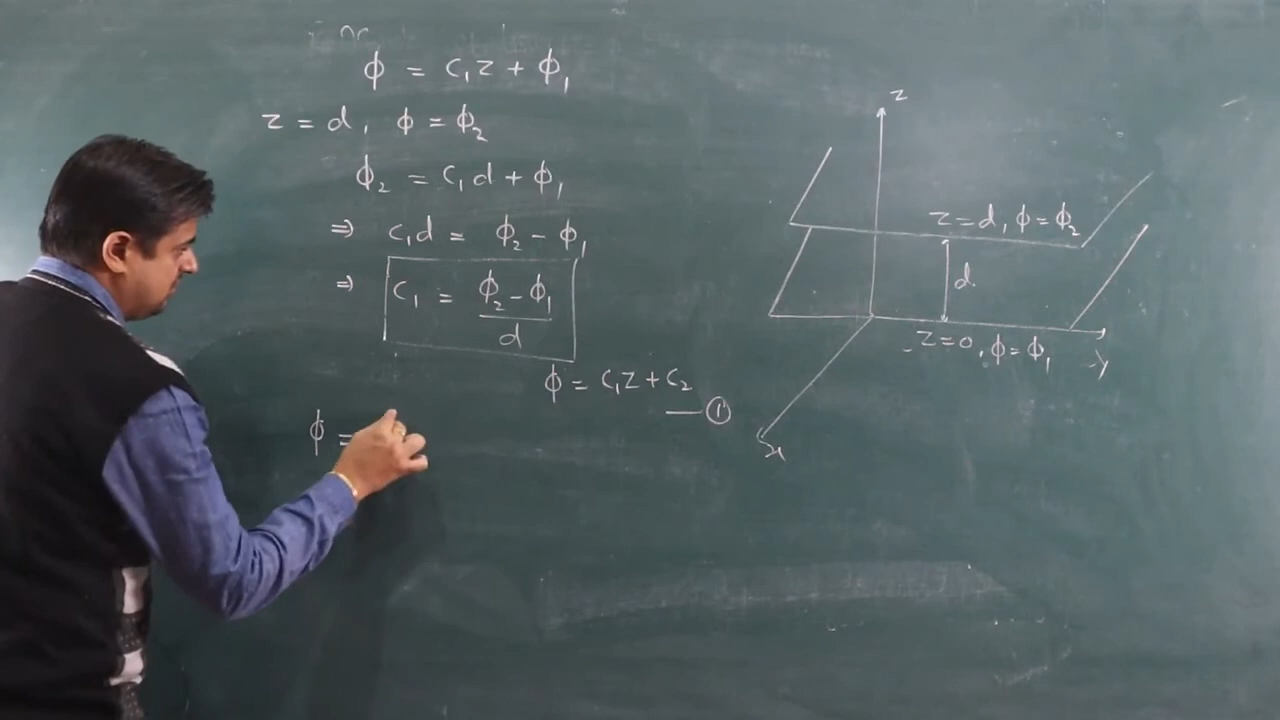 ϕ = C₁z + ϕ₁
z = d, ϕ = ϕ₂
ϕ₂ = C₁d + ϕ₁
⇒ C₁d = ϕ₂ - ϕ₁
⇒ C₁ = (ϕ₂ - ϕ₁)/d
ϕ = C₁z + C₂
— ①
ϕ =
z
z = d, ϕ = ϕ₂
d
z = 0, ϕ = ϕ₁
y
x